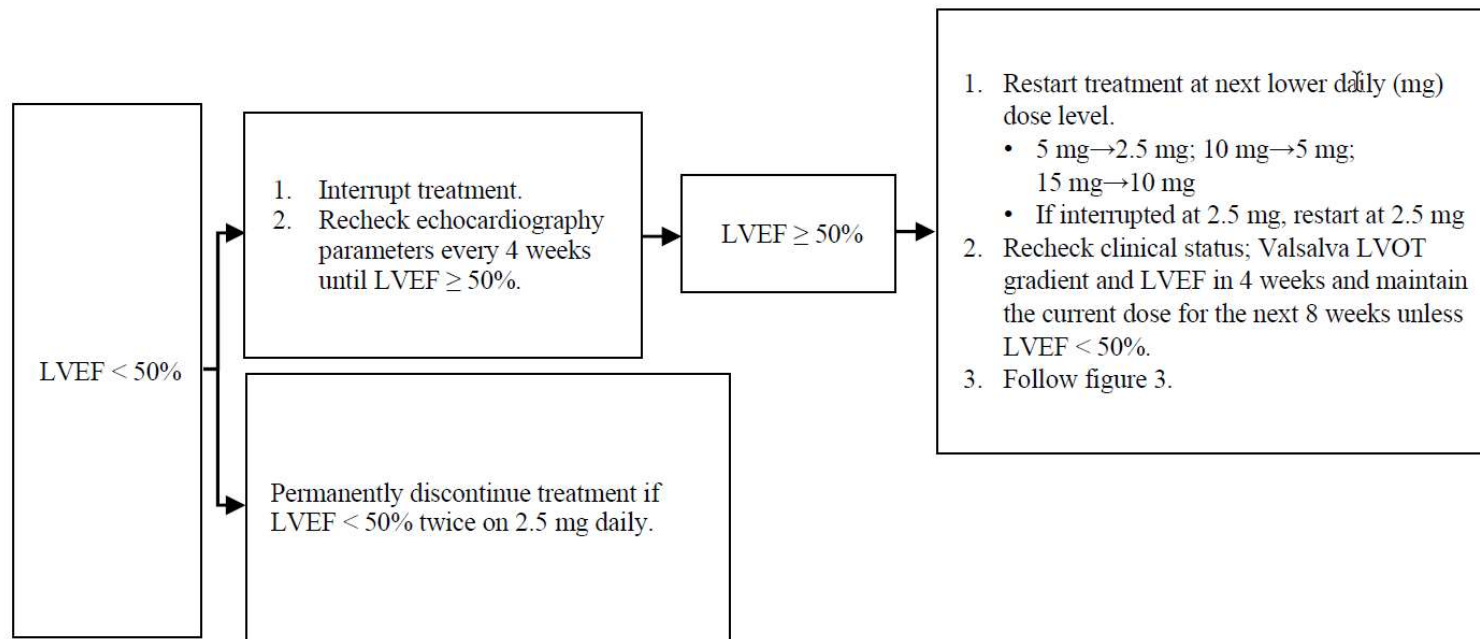 LVEF < 50%
1. Interrupt treatment.
2. Recheck echocardiography
parameters every 4 weeks
until LVEF ≥ 50%.
Permanently discontinue treatment if
LVEF < 50% twice on 2.5 mg daily.
LVEF ≥ 50%
1. Restart treatment at next lower daily (mg)
dose level.
• 5 mg→2.5 mg; 10 mg→5 mg;
15 mg→10 mg
• If interrupted at 2.5 mg, restart at 2.5 mg
2. Recheck clinical status; Valsalva LVOT
gradient and LVEF in 4 weeks and maintain
the current dose for the next 8 weeks unless
LVEF < 50%.
3. Follow figure 3.